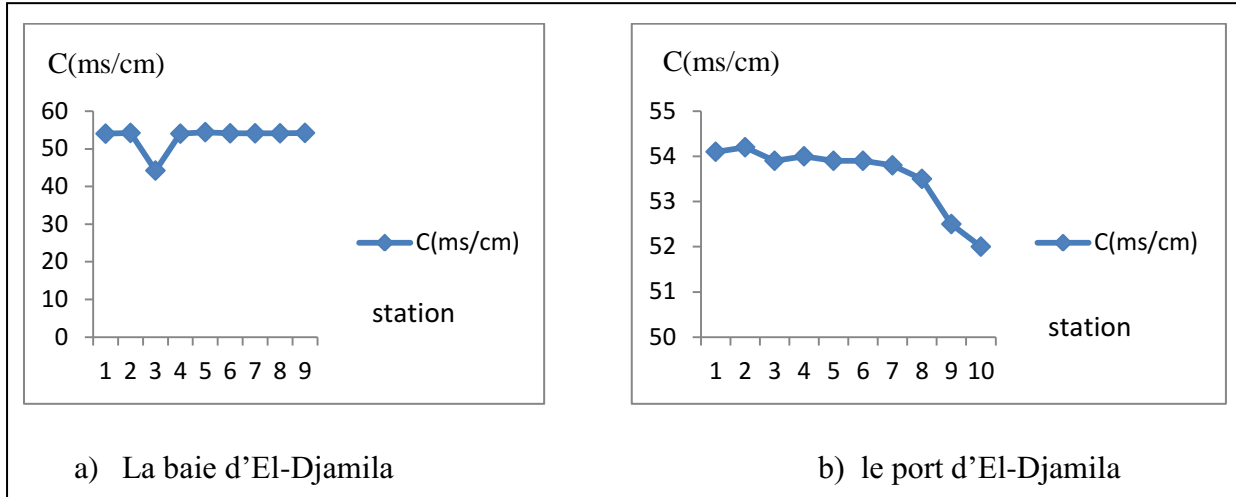 C(ms/cm)
60
50
40
30
20
10
0
1 2 3 4 5 6 7 8 9
C(ms/cm)
station
a) La baie d'El-Djamila
C(ms/cm)
55
54
53
52
51
50
1 2 3 4 5 6 7 8 9 10
C(ms/cm)
station
b) le port d'El-Djamila